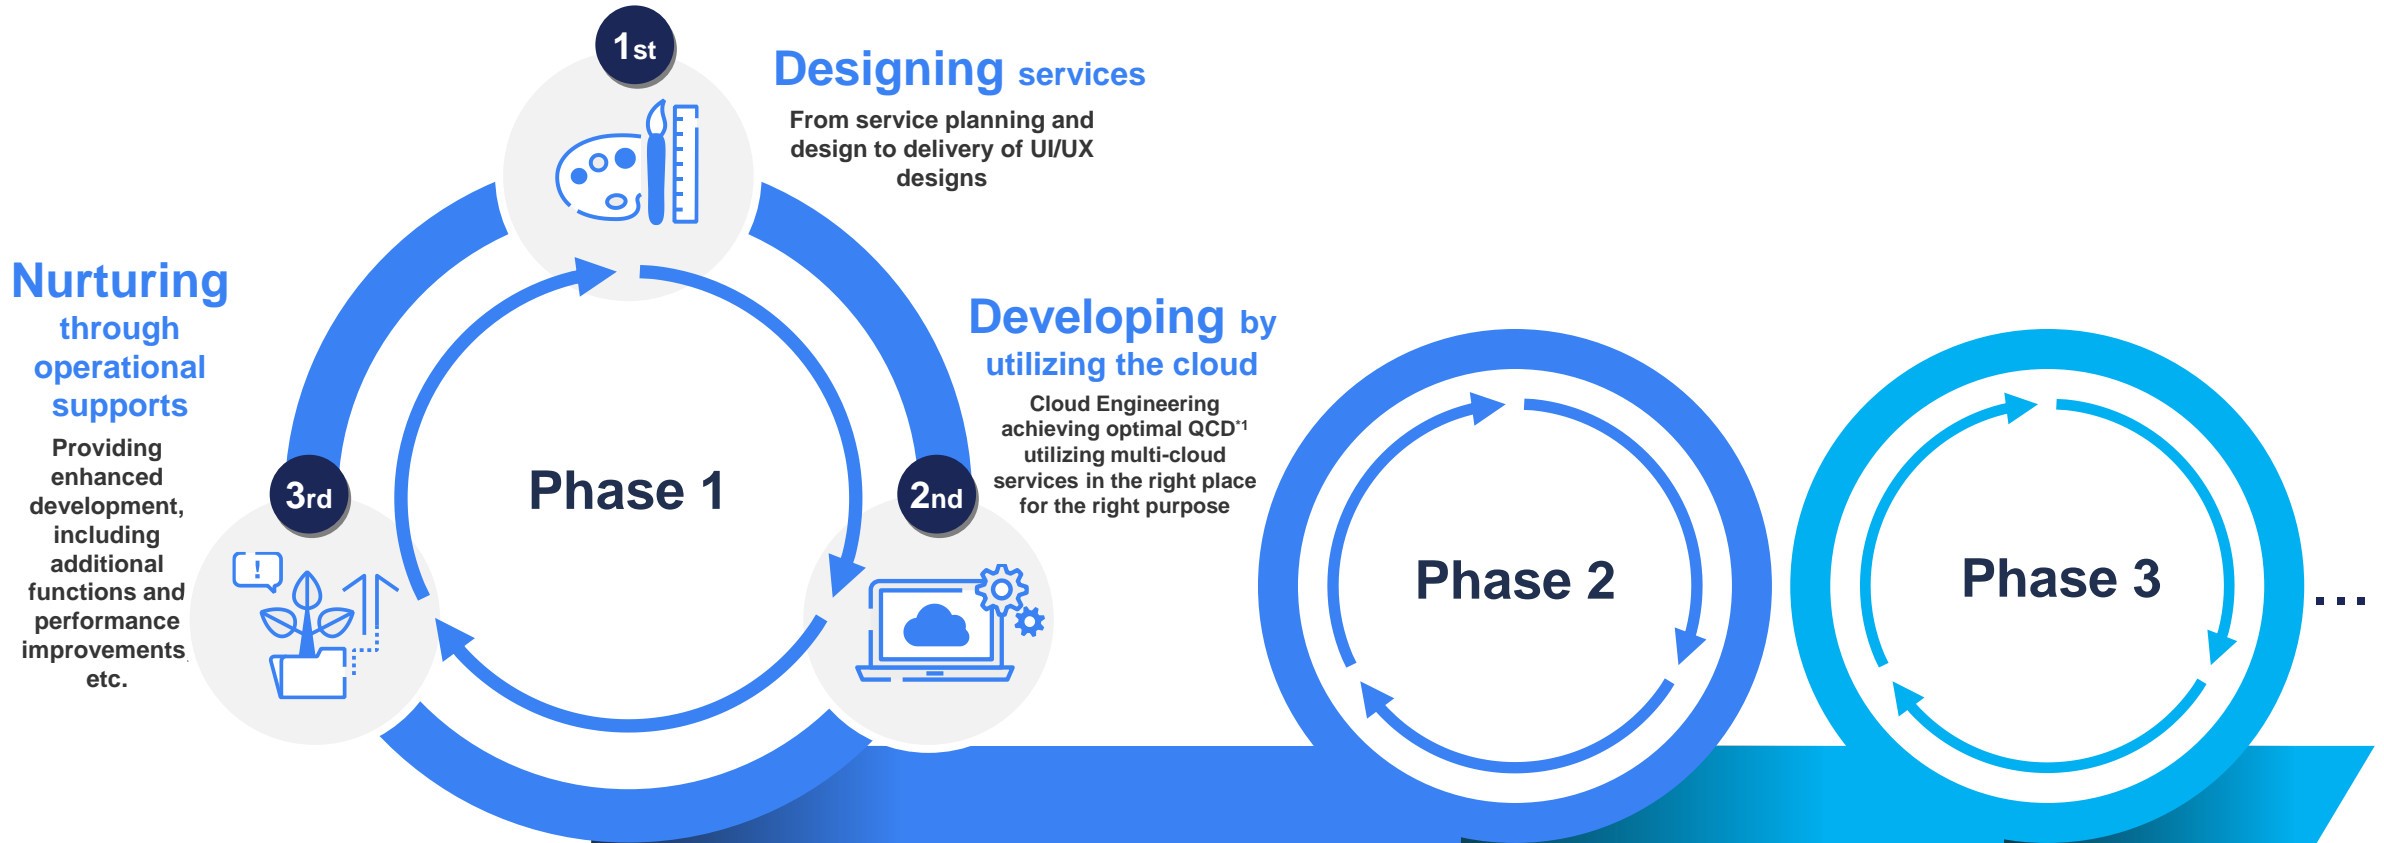 1st
Designing services
From service planning and
design to delivery of UI/UX
designs
Nurturing
through
operational
supports
Providing
enhanced
development,
including
additional
functions and
performance
improvements,
etc.
3rd
!
Phase 1
2nd
Developing by
utilizing the cloud
Cloud Engineering
achieving optimal QCD*1
utilizing multi-cloud
services in the right place
for the right purpose
Phase 2
Phase 3
...